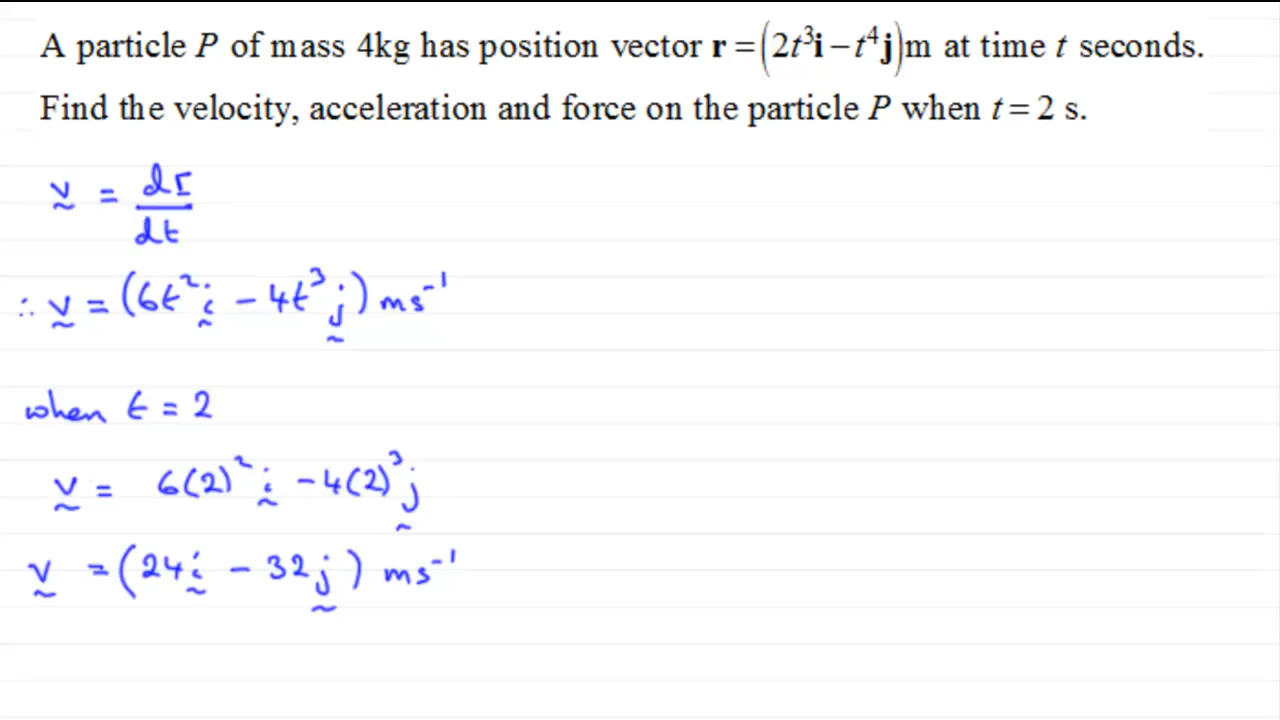 A particle P of mass 4kg has position vector r = (2t³i − t⁴j)m at time t seconds.
Find the velocity, acceleration and force on the particle P when t = 2 s.
v = dr/dt
∴ v = (6t²i − 4t³j) ms⁻¹
when t = 2
v = 6(2)²i − 4(2)³j
v = (24i − 32j) ms⁻¹